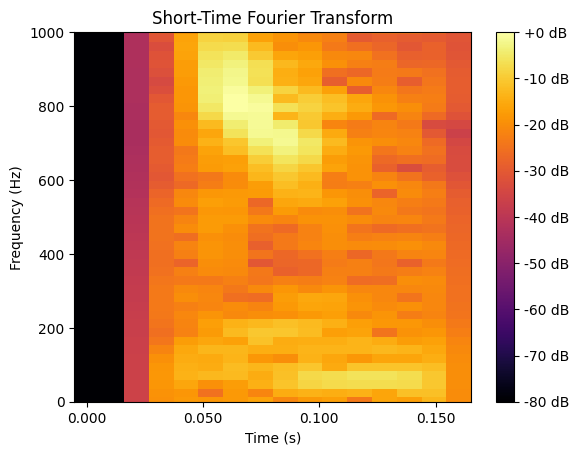 Short-Time Fourier Transform
1000
800
600
400
200
0
Frequency (Hz)
0.000
0.050
0.100
0.150
Time (s)
+0 dB
-10 dB
-20 dB
-30 dB
-40 dB
-50 dB
-60 dB
-70 dB
-80 dB